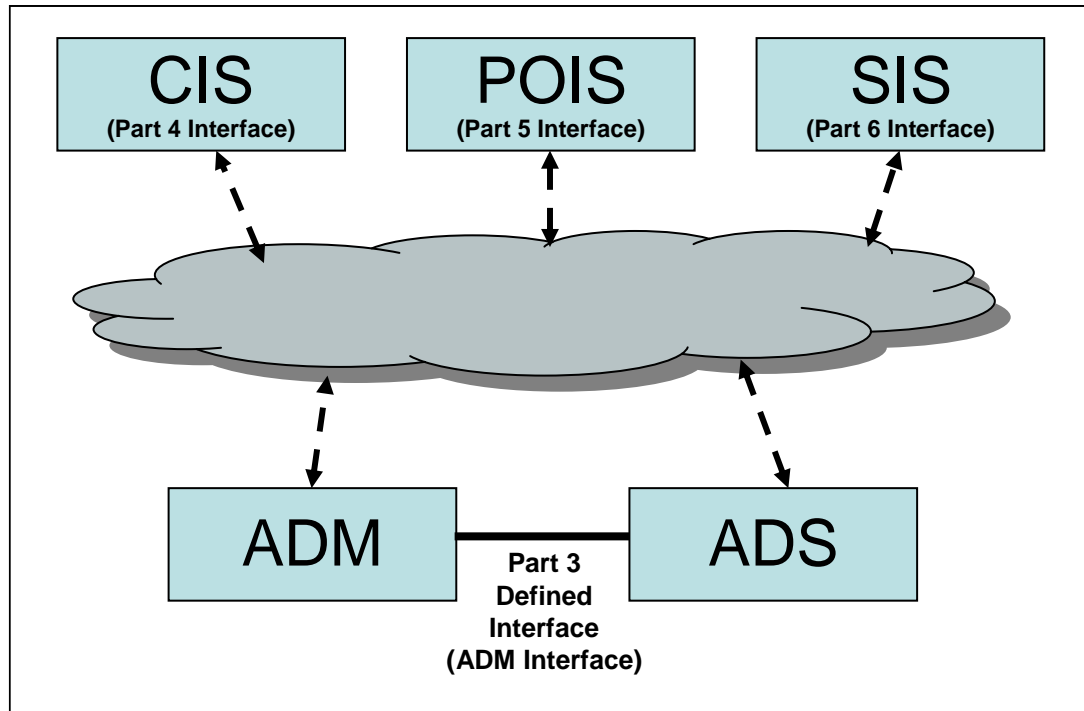 CIS
(Part 4 Interface)
POIS
(Part 5 Interface)
SIS
(Part 6 Interface)
ADM
ADS
Part 3
Defined
Interface
(ADM Interface)